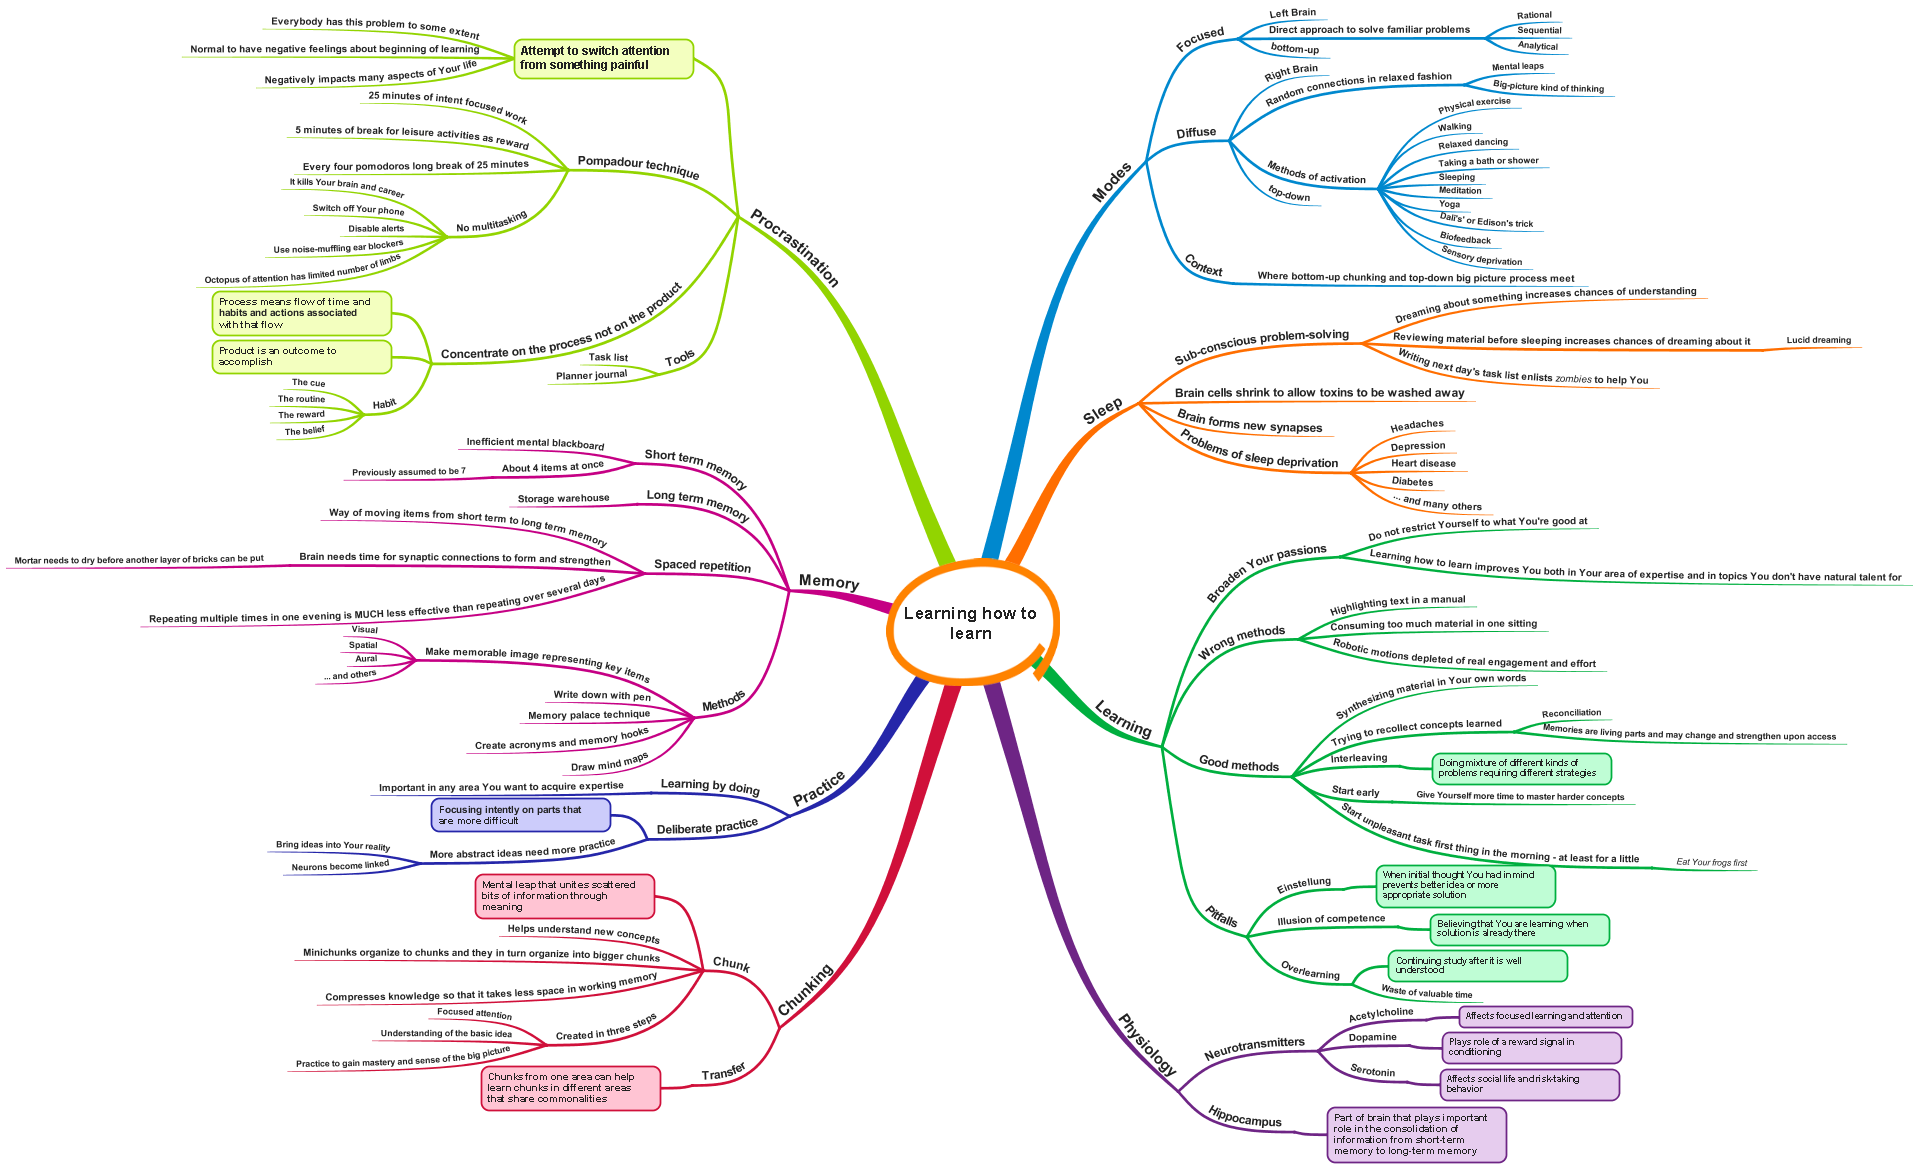 Learning how to
learn
Modes
Focused
Left Brain
Direct approach to solve familiar problems
Rational
Sequential
Analytical
bottom-up
Diffuse
Right Brain
Random connections in relaxed fashion
Mental leaps
Big-picture kind of thinking
Methods of activation
Physical exercise
Walking
Relaxed dancing
Taking a bath or shower
Sleeping
Meditation
Yoga
Dali's' or Edison's trick
Biofeedback
Sensory deprivation
top-down
Context
Where bottom-up chunking and top-down big picture process meet
Sleep
Sub-conscious problem-solving
Dreaming about something increases chances of understanding
Reviewing material before sleeping increases chances of dreaming about it
Lucid dreaming
Writing next day's task list enlists zombies to help You
Brain cells shrink to allow toxins to be washed away
Brain forms new synapses
Problems of sleep deprivation
Headaches
Depression
Heart disease
Diabetes
... and many others
Learning
Broaden Your passions
Do not restrict Yourself to what You're good at
Learning how to learn improves You both in Your area of expertise and in topics You don't have natural talent for
Wrong methods
Highlighting text in a manual
Consuming too much material in one sitting
Robotic motions depleted of real engagement and effort
Good methods
Synthesizing material in Your own words
Trying to recollect concepts learned
Reconciliation
Memories are living parts and may change and strengthen upon access
Interleaving
Doing mixture of different kinds of
problems requiring different strategies
Start early
Give Yourself more time to master harder concepts
Start unpleasant task first thing in the morning - at least for a little
Eat Your frogs first
Pitfalls
Einstellung
When initial thought You had in mind
prevents better idea or more
appropriate solution
Illusion of competence
Believing that You are learning when
solution is already there
Overlearning
Continuing study after it is well
understood
Waste of valuable time
Physiology
Neurotransmitters
Acetylcholine
Affects focused learning and attention
Dopamine
Plays role of a reward signal in
conditioning
Serotonin
Affects social life and risk-taking
behavior
Hippocampus
Part of brain that plays important
role in the consolidation of
information from short-term
memory to long-term memory
Procrastination
Attempt to switch attention
from something painful
Everybody has this problem to some extent
Normal to have negative feelings about beginning of learning
Negatively impacts many aspects of Your life
Pompadour technique
25 minutes of intent focused work
5 minutes of break for leisure activities as reward
Every four pomodoros long break of 25 minutes
No multitasking
It kills Your brain and career
Switch off Your phone
Disable alerts
Use noise-muffling ear blockers
Octopus of attention has limited number of limbs
Concentrate on the process not on the product
Process means flow of time and
habits and actions associated
with that flow
Product is an outcome to
accomplish
Habit
The cue
The routine
The reward
The belief
Tools
Task list
Planner journal
Memory
Short term memory
Inefficient mental blackboard
About 4 items at once
Previously assumed to be 7
Long term memory
Storage warehouse
Spaced repetition
Way of moving items from short term to long term memory
Brain needs time for synaptic connections to form and strengthen
Mortar needs to dry before another layer of bricks can be put
Repeating multiple times in one evening is MUCH less effective than repeating over several days
Methods
Make memorable image representing key items
Visual
Spatial
Aural
... and others
Write down with pen
Memory palace technique
Create acronyms and memory hooks
Draw mind maps
Practice
Learning by doing
Important in any area You want to acquire expertise
Deliberate practice
Focusing intently on parts that
are more difficult
More abstract ideas need more practice
Bring ideas into Your reality
Neurons become linked
Chunking
Chunk
Mental leap that unites scattered
bits of information through
meaning
Helps understand new concepts
Minichunks organize to chunks and they in turn organize into bigger chunks
Compresses knowledge so that it takes less space in working memory
Created in three steps
Focused attention
Understanding of the basic idea
Practice to gain mastery and sense of the big picture
Transfer
Chunks from one area can help
learn chunks in different areas
that share commonalities